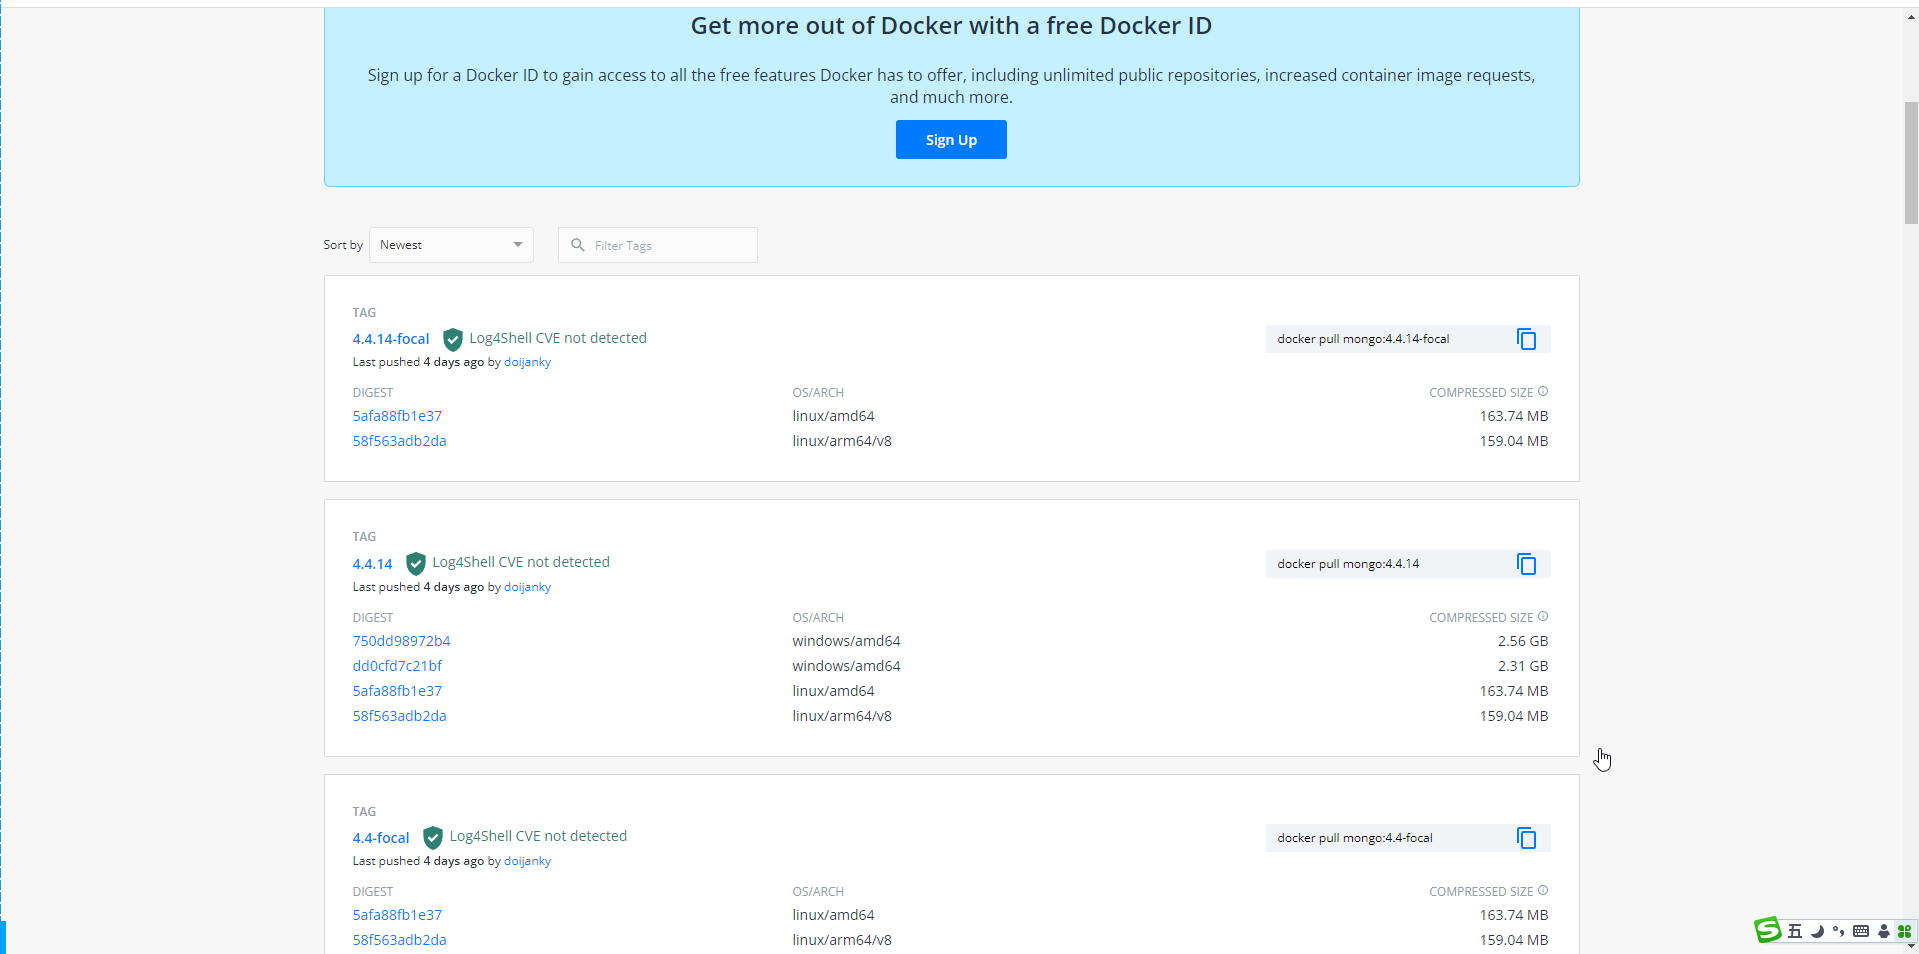 Get more out of Docker with a free Docker ID
Sign up for a Docker ID to gain access to all the free features Docker has to offer, including unlimited public repositories, increased container image requests,
and much more.
Sign Up
Sort by Newest Filter Tags
TAG
4.4.14-focal Log4Shell CVE not detected docker pull mongo:4.4.14-focal
Last pushed 4 days ago by doijanky
DIGEST OS/ARCH COMPRESSED SIZE
5afa88fb1e37 linux/amd64 163.74 MB
58f563adb2da linux/arm64/v8 159.04 MB
TAG
4.4.14 Log4Shell CVE not detected docker pull mongo:4.4.14
Last pushed 4 days ago by doijanky
DIGEST OS/ARCH COMPRESSED SIZE
750dd98972b4 windows/amd64 2.56 GB
dd0cfd7c21bf windows/amd64 2.31 GB
5afa88fb1e37 linux/amd64 163.74 MB
58f563adb2da linux/arm64/v8 159.04 MB
TAG
4.4-focal Log4Shell CVE not detected docker pull mongo:4.4-focal
Last pushed 4 days ago by doijanky
DIGEST OS/ARCH COMPRESSED SIZE
5afa88fb1e37 linux/amd64 163.74 MB
58f563adb2da linux/arm64/v8 159.04 MB
五